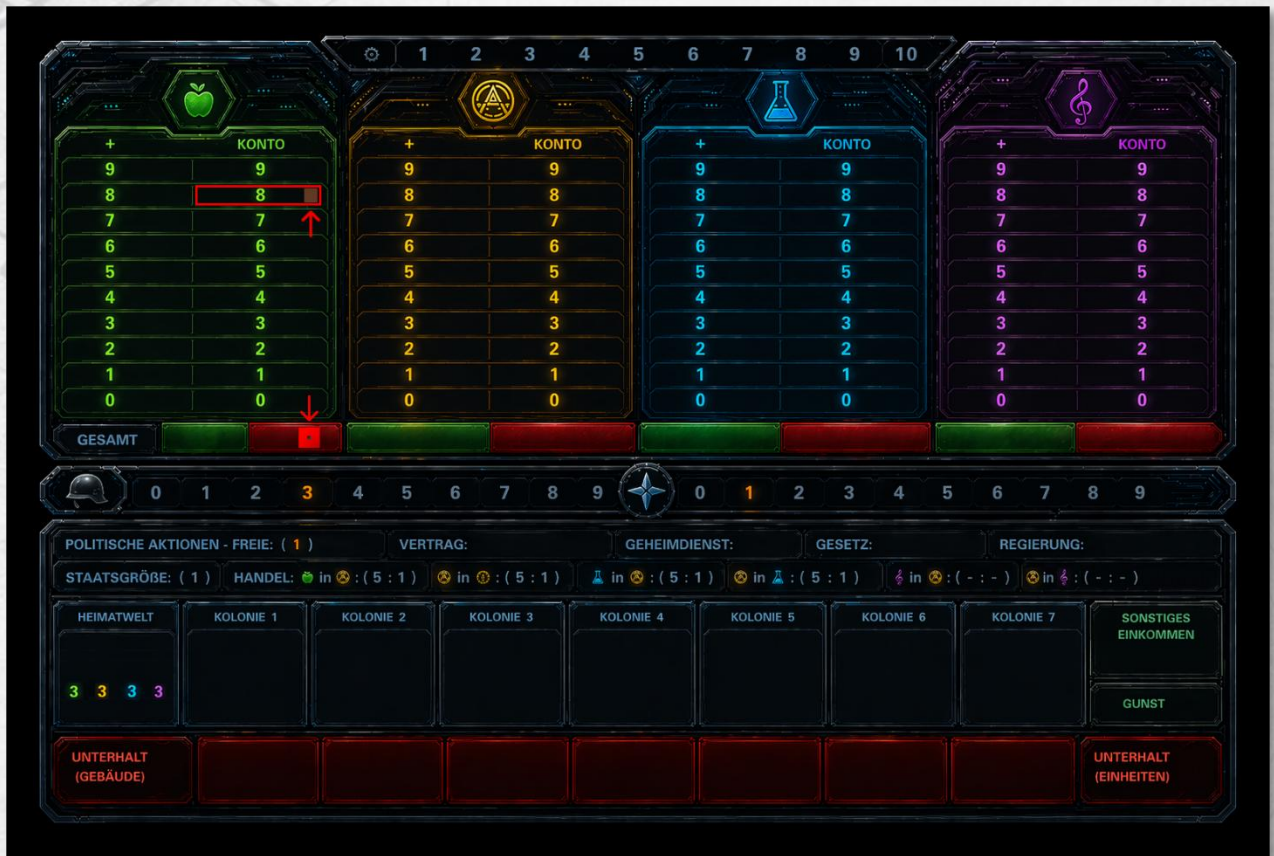 1 2 3 4 5 6 7 8 9 10
+ KONTO + KONTO + KONTO + KONTO
9 9 9 9 9 9 9 9
8 8 8 8 8 8 8 8
7 7 7 7 7 7 7 7
6 6 6 6 6 6 6 6
5 5 5 5 5 5 5 5
4 4 4 4 4 4 4 4
3 3 3 3 3 3 3 3
2 2 2 2 2 2 2 2
1 1 1 1 1 1 1 1
0 0 0 0 0 0 0 0
GESAMT
0 1 2 3 4 5 6 7 8 9 0 1 2 3 4 5 6 7 8 9
POLITISCHE AKTIONEN - FREIE: ( 1 ) VERTRAG: GEHEIMDIENST: GESETZ: REGIERUNG:
STAATSGRÖßE: ( 1 ) HANDEL: in : ( 5 : 1 ) in : ( 5 : 1 ) in : ( 5 : 1 ) in : ( 5 : 1 ) in : ( - : - ) in : ( - : - )
HEIMATWELT KOLONIE 1 KOLONIE 2 KOLONIE 3 KOLONIE 4 KOLONIE 5 KOLONIE 6 KOLONIE 7 SONSTIGES
EINKOMMEN
3 3 3 3
GUNST
UNTERHALT
(GEBÄUDE)
UNTERHALT
(EINHEITEN)